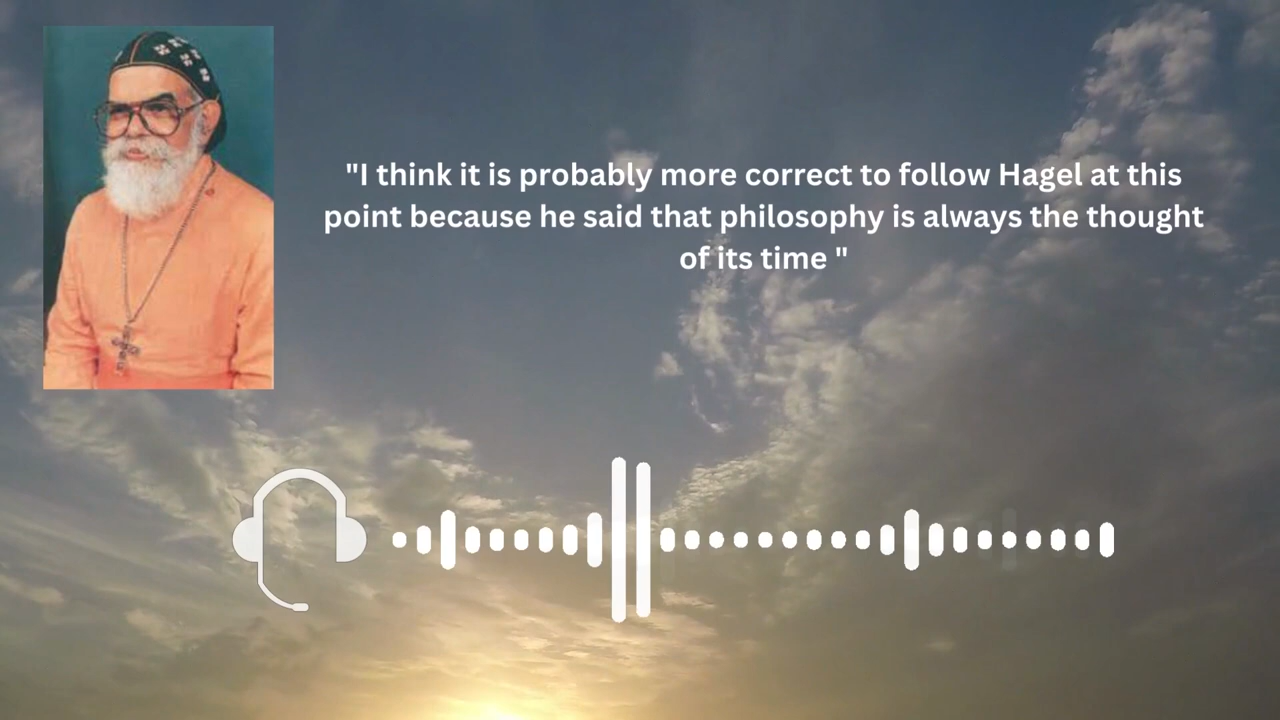 "I think it is probably more correct to follow Hagel at this
point because he said that philosophy is always the thought
of its time "